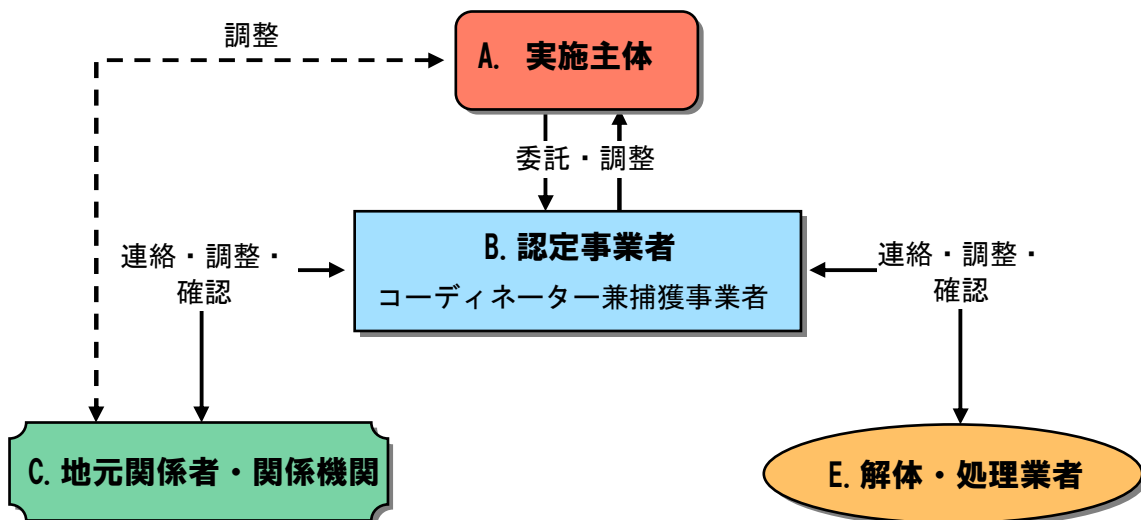 調整
A. 実施主体
委託・調整
B. 認定事業者
コーディネーター兼捕獲事業者
連絡・調整・
確認
連絡・調整・
確認
C. 地元関係者・関係機関
E. 解体・処理業者